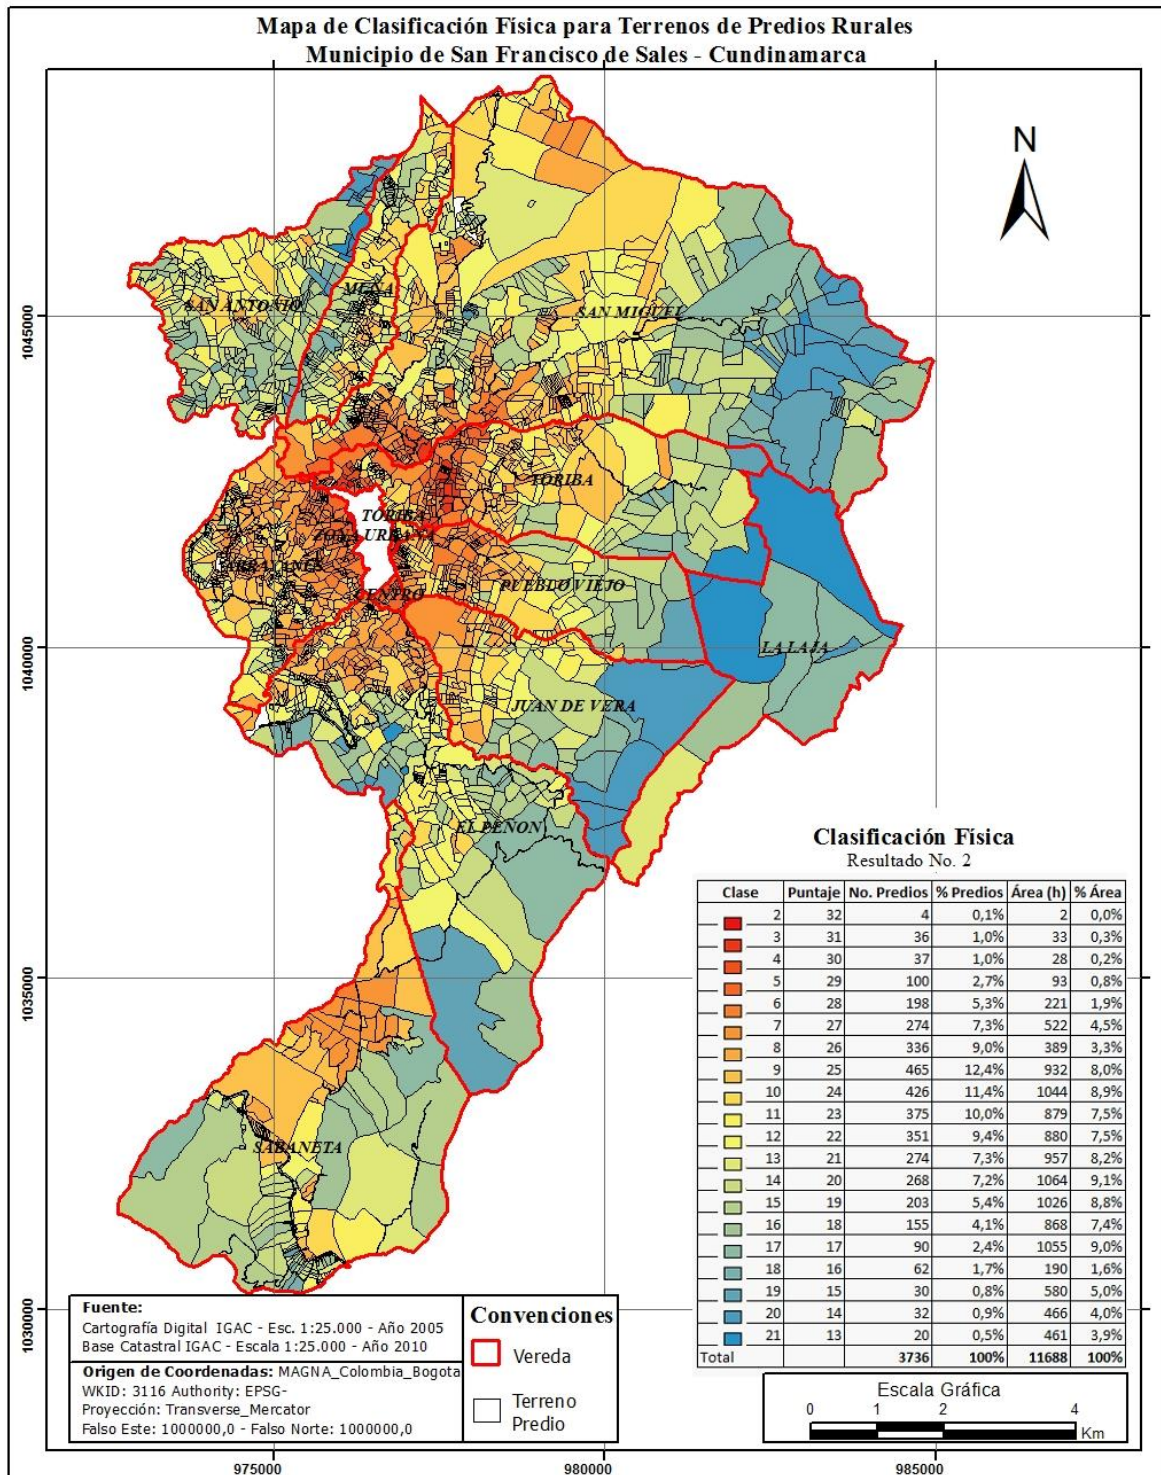 Mapa de Clasificación Física para Terrenos de Predios Rurales
Municipio de San Francisco de Sales - Cundinamarca
N
1045000
1040000
1035000
1030000
SAN ANTONIO
MUÑA
SAN MIGUEL
TORIBA
TORIBA
ZONA URBANA
ARRAYANES
PUEBLO VIEJO
CENTRO
LA LAJA
JUAN DE VERA
EL PEÑON
SABANETA
Clasificación Física
Resultado No. 2
Clase Puntaje No. Predios % Predios Área (h) % Área
2 32 4 0,1% 2 0,0%
3 31 36 1,0% 33 0,3%
4 30 37 1,0% 28 0,2%
5 29 100 2,7% 93 0,8%
6 28 198 5,3% 221 1,9%
7 27 274 7,3% 522 4,5%
8 26 336 9,0% 389 3,3%
9 25 465 12,4% 932 8,0%
10 24 426 11,4% 1044 8,9%
11 23 375 10,0% 879 7,5%
12 22 351 9,4% 880 7,5%
13 21 274 7,3% 957 8,2%
14 20 268 7,2% 1064 9,1%
15 19 203 5,4% 1026 8,8%
16 18 155 4,1% 868 7,4%
17 17 90 2,4% 1055 9,0%
18 16 62 1,7% 190 1,6%
19 15 30 0,8% 580 5,0%
20 14 32 0,9% 466 4,0%
21 13 20 0,5% 461 3,9%
Total 3736 100% 11688 100%
Fuente:
Cartografía Digital IGAC - Esc. 1:25.000 - Año 2005
Base Catastral IGAC - Escala 1:25.000 - Año 2010
Origen de Coordenadas: MAGNA_Colombia_Bogota
WKID: 3116 Authority: EPSG-
Proyección: Transverse_Mercator
Falso Este: 1000000,0 - Falso Norte: 1000000,0
Convenciones
Vereda
Terreno
Predio
Escala Gráfica
0 1 2 4
Km
975000 980000 985000